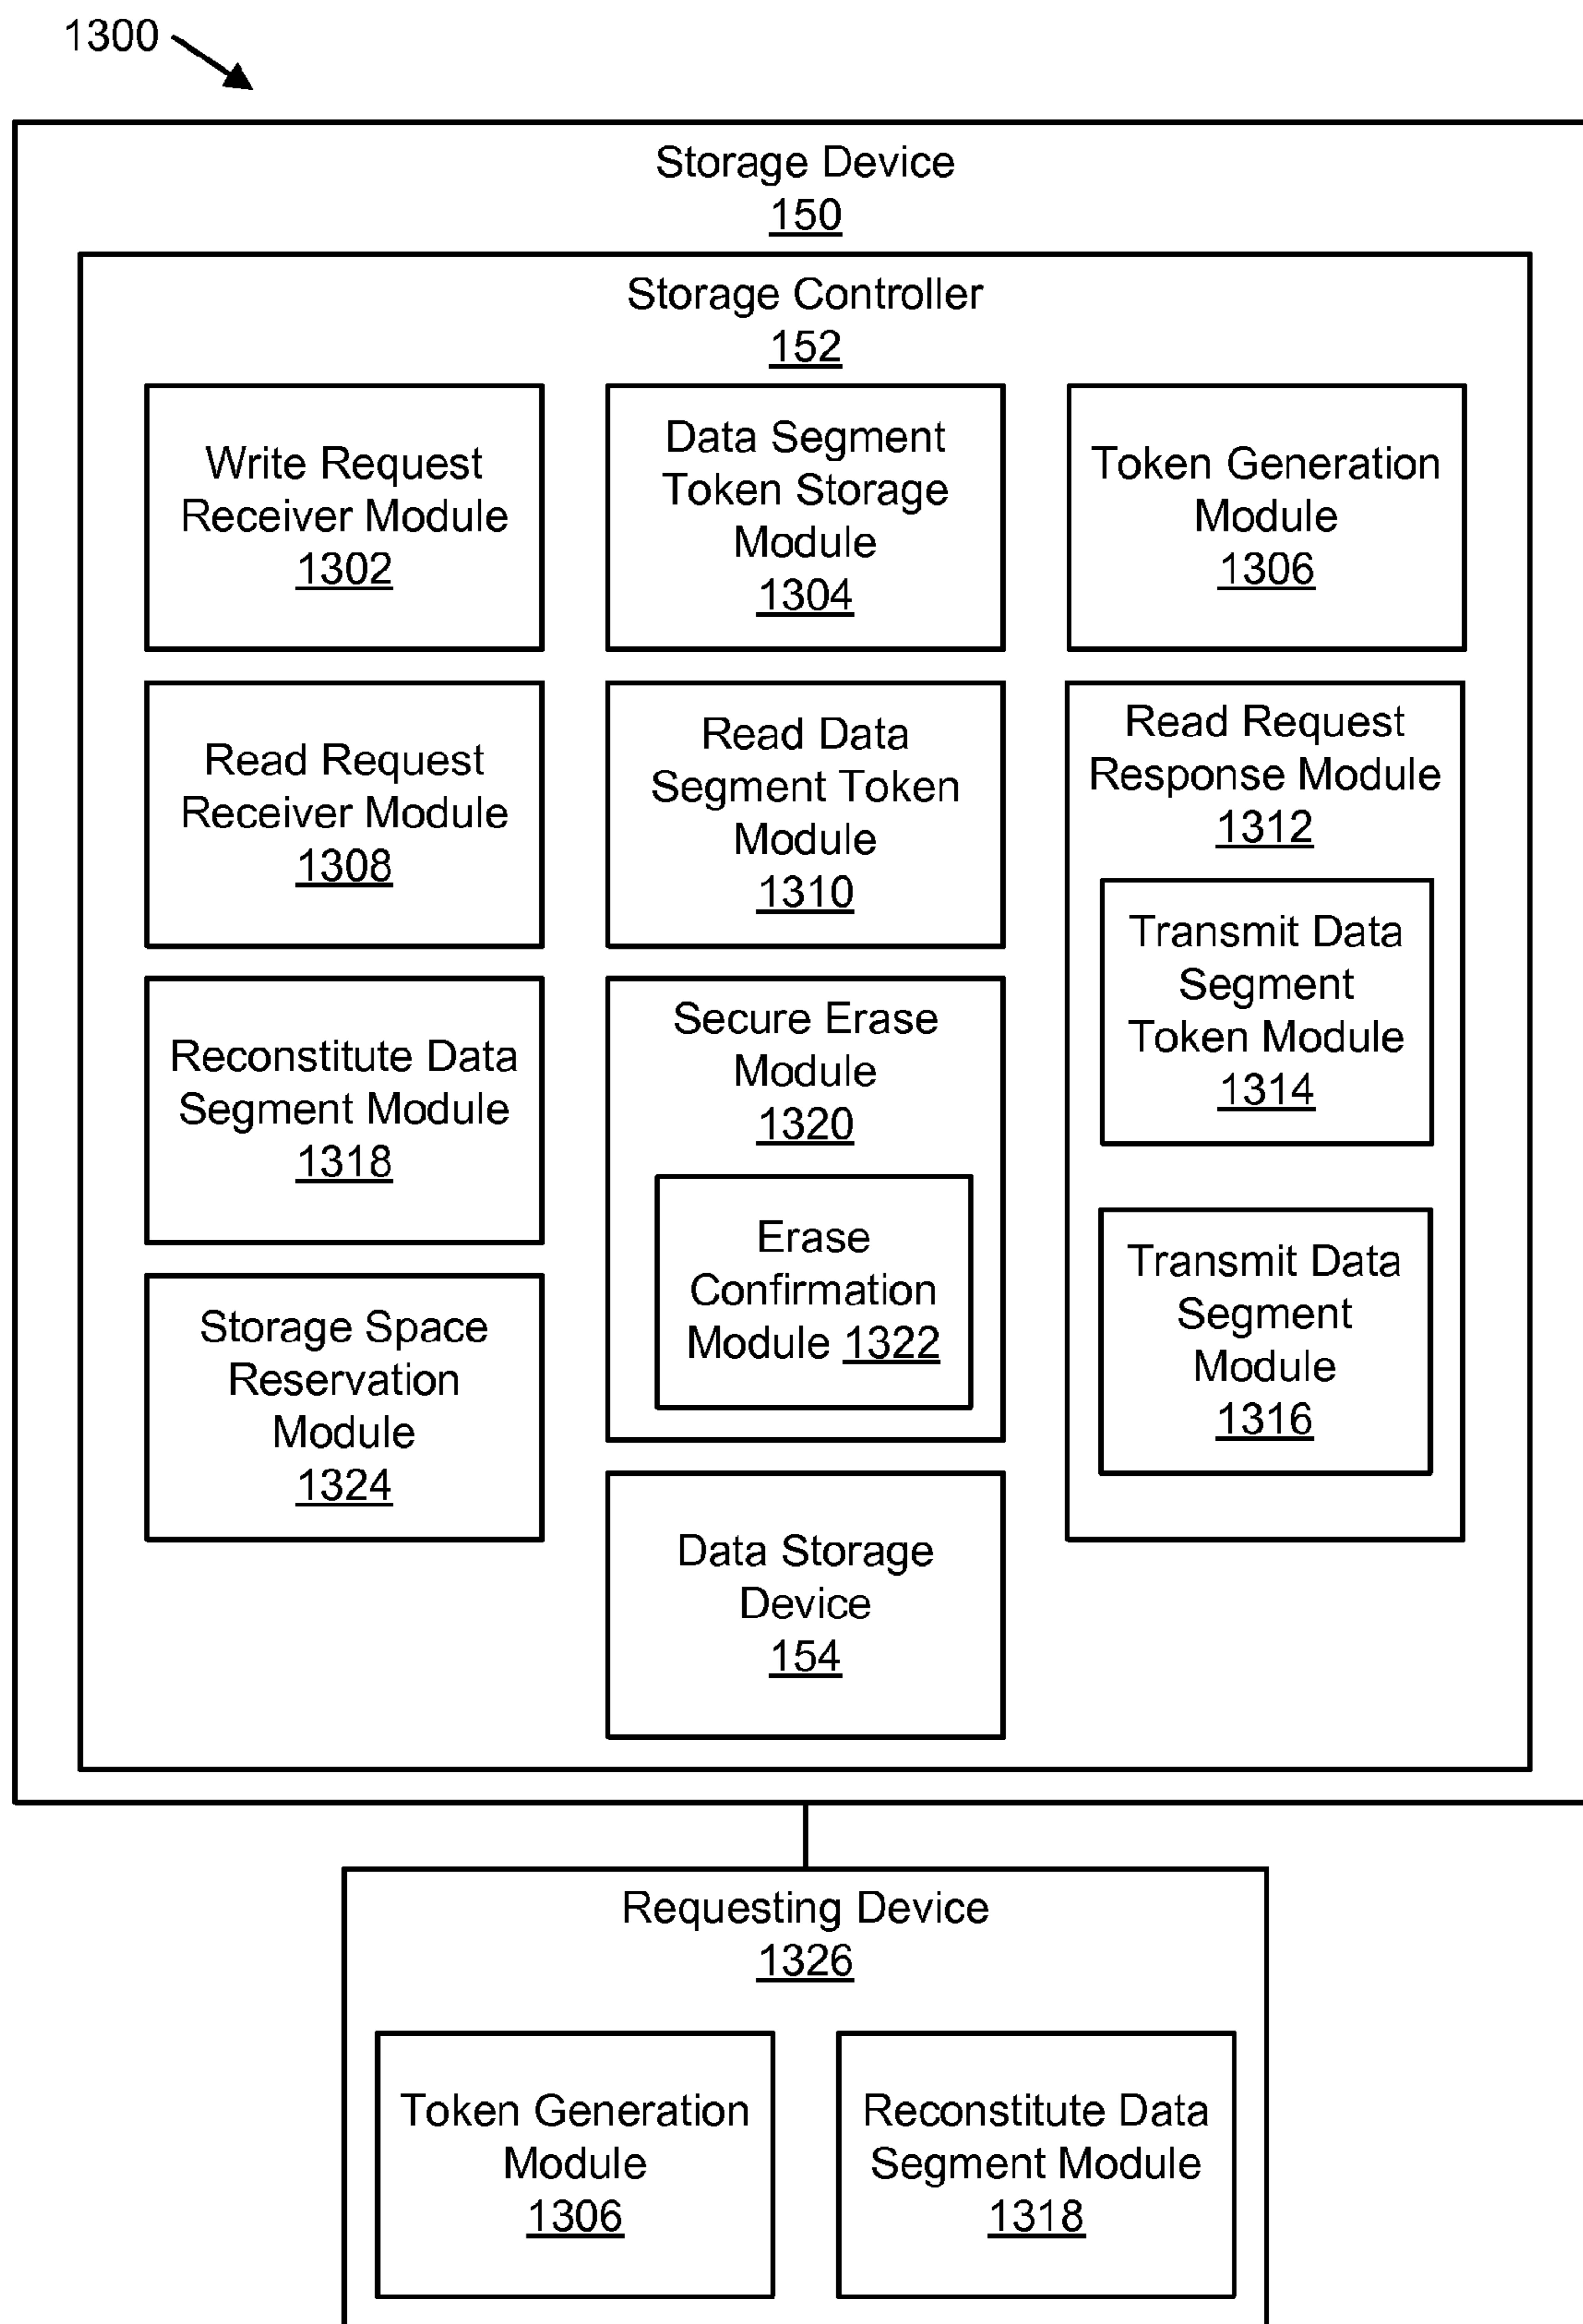 1300
Storage Device
150
Storage Controller
152
Write Request
Receiver Module
1302
Data Segment
Token Storage
Module
1304
Token Generation
Module
1306
Read Request
Receiver Module
1308
Read Data
Segment Token
Module
1310
Read Request
Response Module
1312
Transmit Data
Segment
Token Module
1314
Transmit Data
Segment
Module
1316
Reconstitute Data
Segment Module
1318
Secure Erase
Module
1320
Erase
Confirmation
Module 1322
Storage Space
Reservation
Module
1324
Data Storage
Device
154
Requesting Device
1326
Token Generation
Module
1306
Reconstitute Data
Segment Module
1318